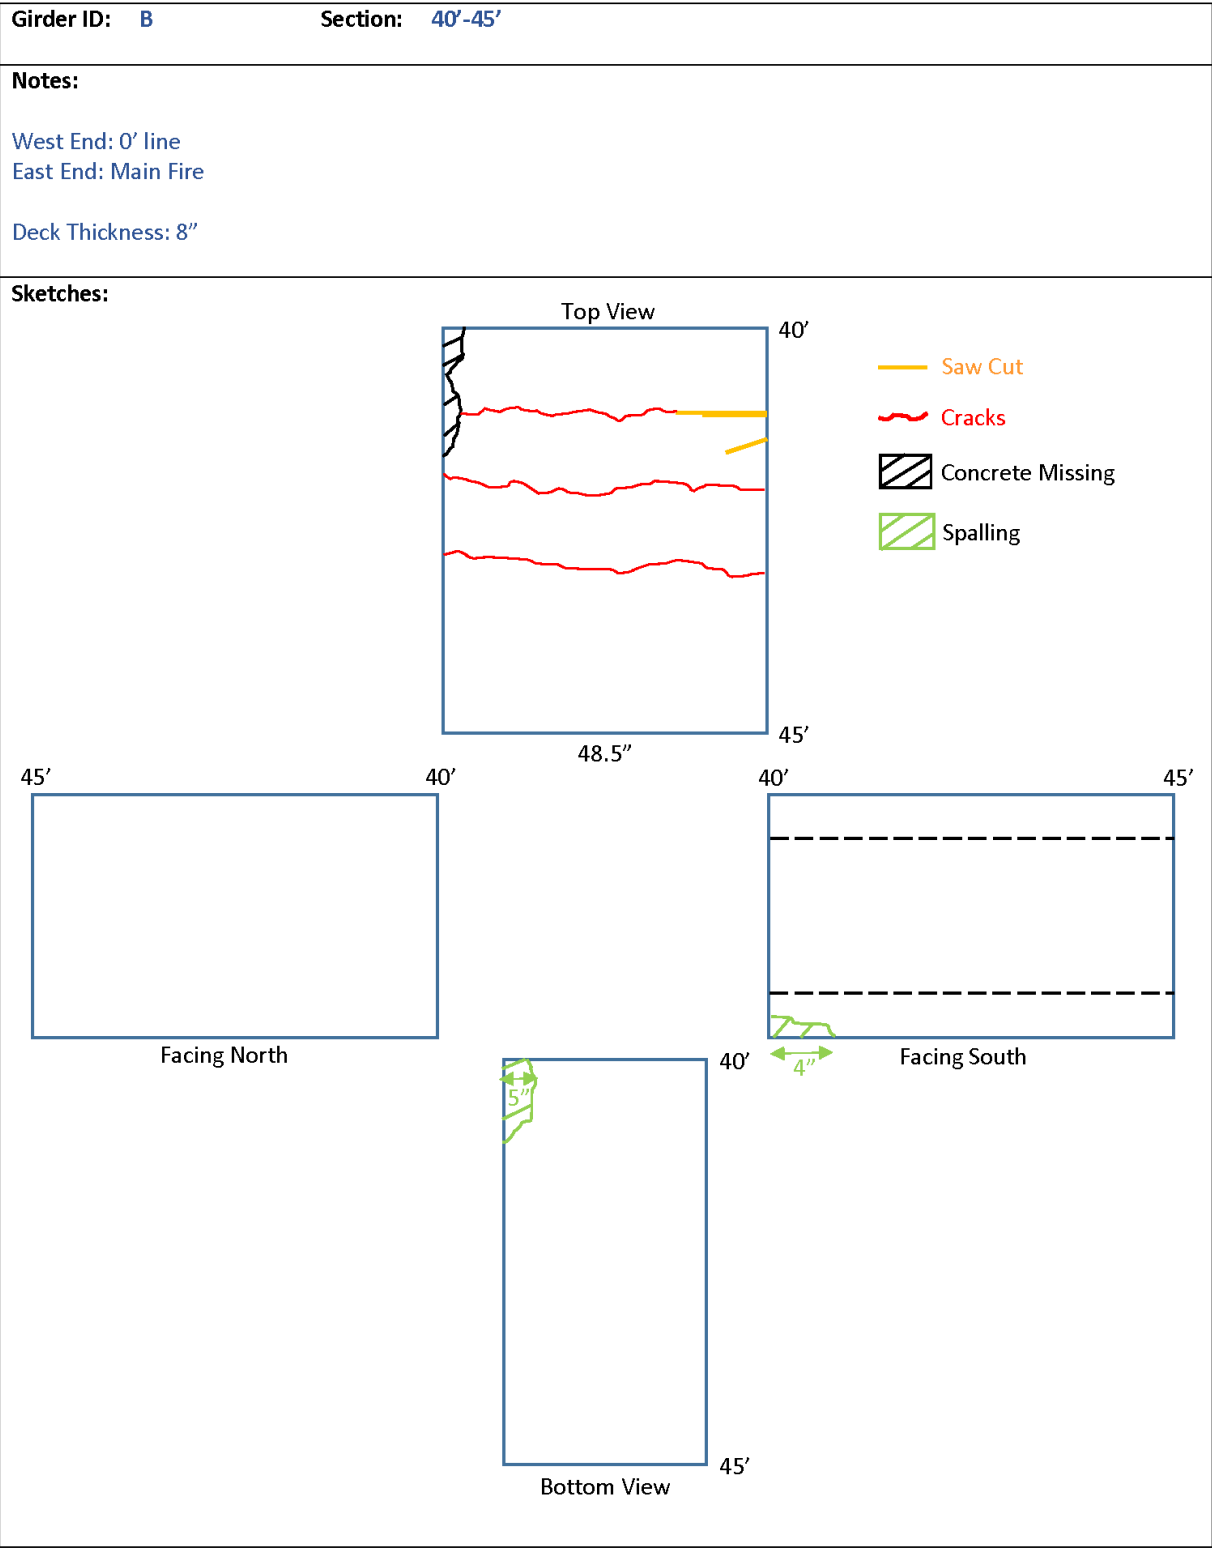 Girder ID: B Section: 40’-45’
Notes:
West End: 0’ line
East End: Main Fire
Deck Thickness: 8”
Sketches:
Top View
40’
Saw Cut
Cracks
Concrete Missing
Spalling
45’
48.5”
45’ 40’ 40’ 45’
Facing North
Facing South
4”
40’
5”
45’
Bottom View